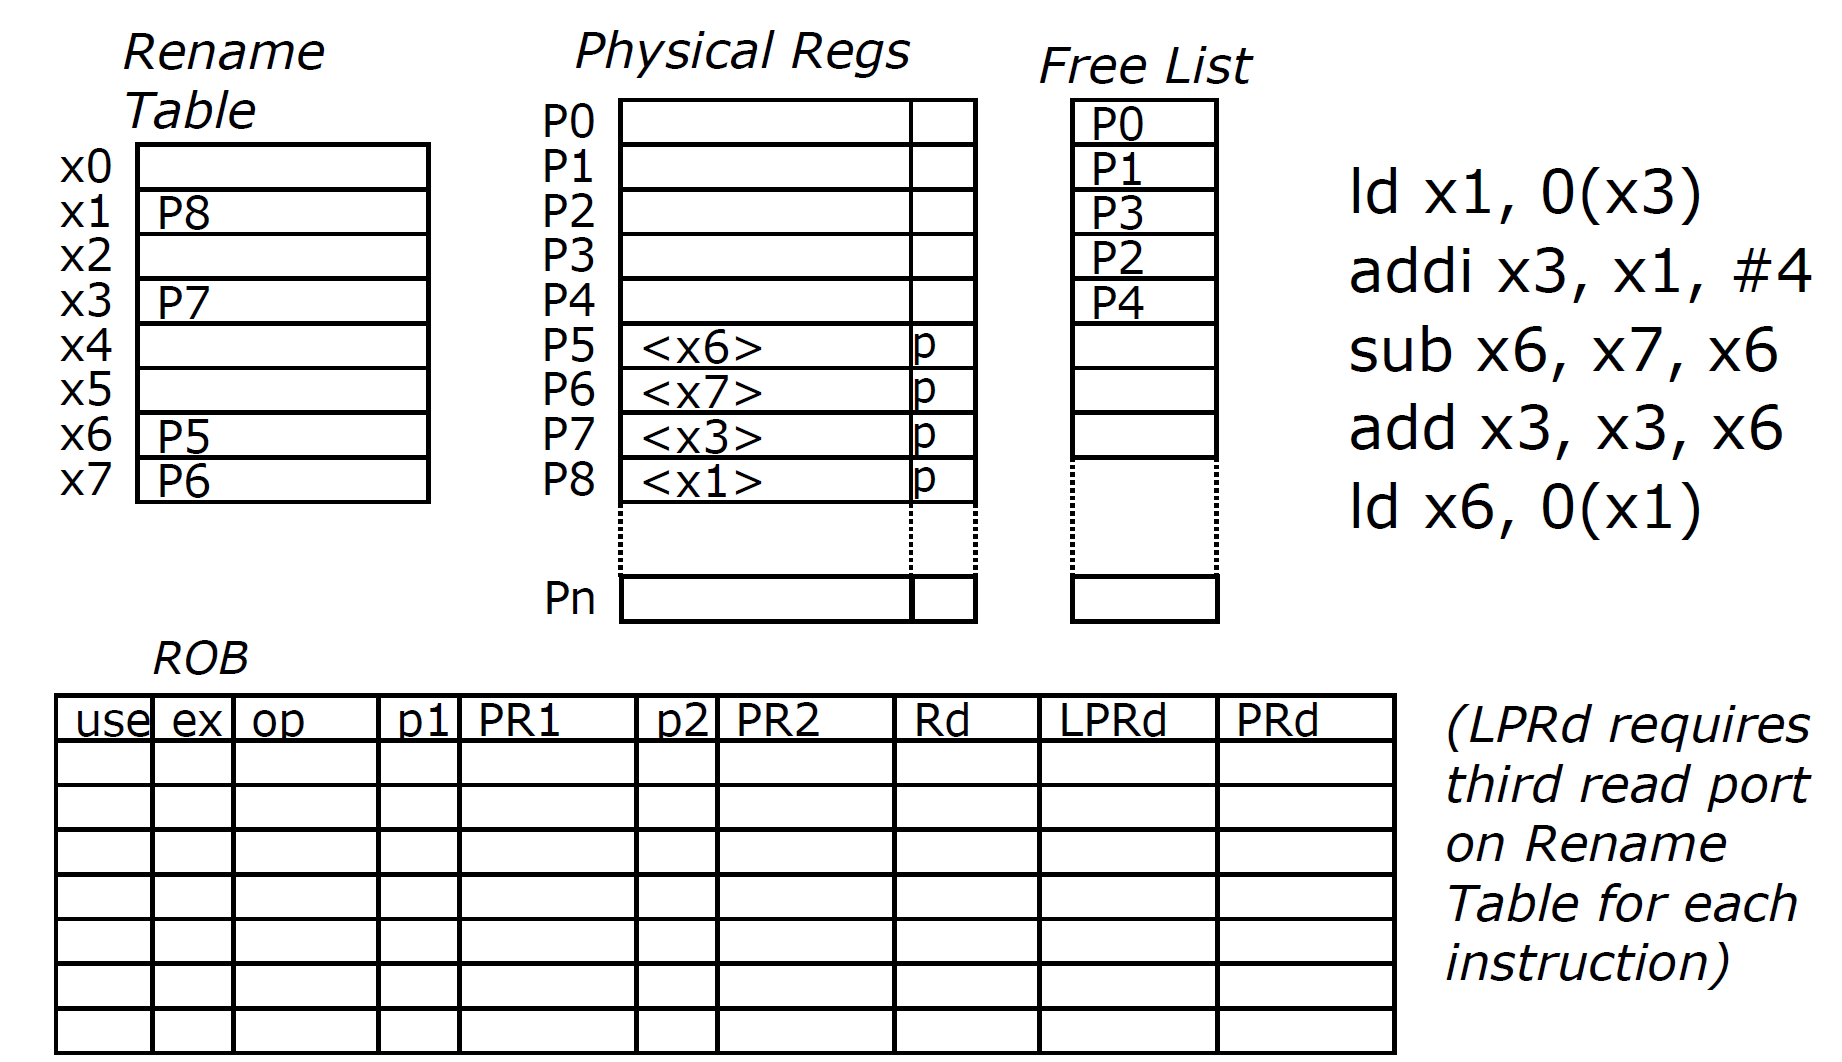 Rename
Table
x0
x1 P8
x2
x3 P7
x4
x5
x6 P5
x7 P6
Physical Regs
P0
P1
P2
P3
P4
P5 <x6> p
P6 <x7> p
P7 <x3> p
P8 <x1> p
Pn
Free List
P0
P1
P3
P2
P4
ld x1, 0(x3)
addi x3, x1, #4
sub x6, x7, x6
add x3, x3, x6
ld x6, 0(x1)
ROB
use ex op p1 PR1 p2 PR2 Rd LPRd PRd
(LPRd requires
third read port
on Rename
Table for each
instruction)